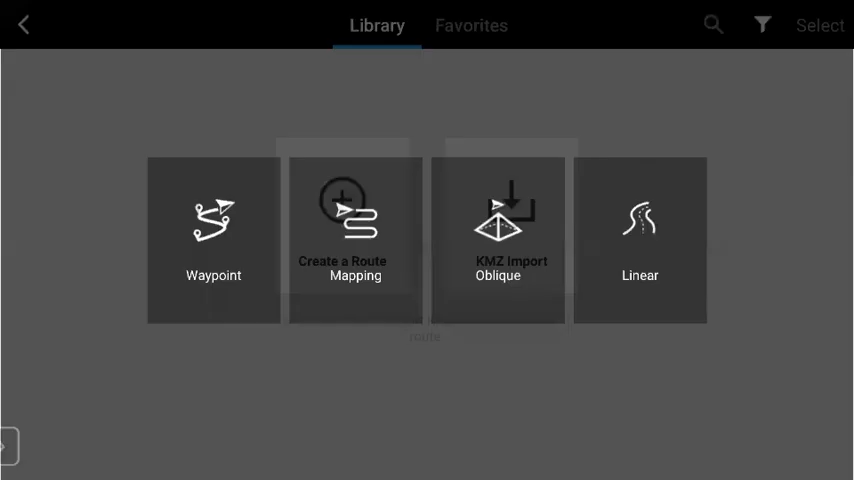 Library Favorites Select
Create a Route KMZ Import
Waypoint Mapping Oblique Linear
route